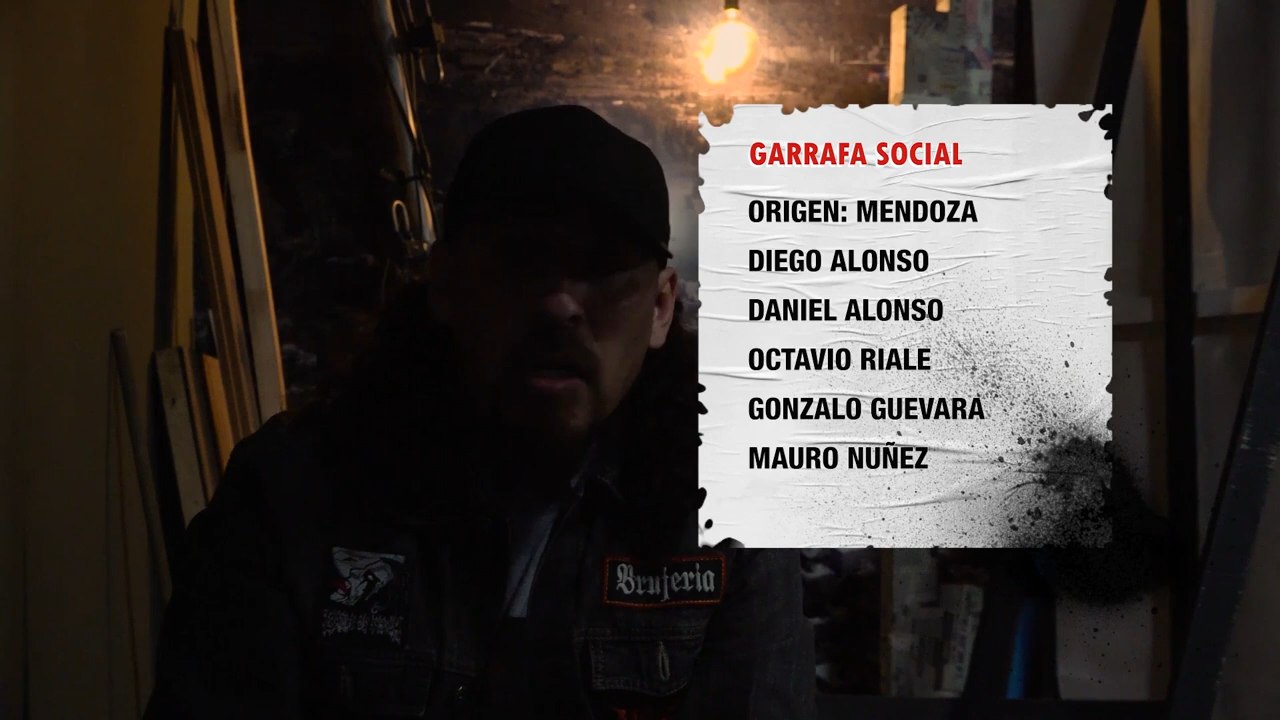 GARRAFA SOCIAL
ORIGEN: MENDOZA
DIEGO ALONSO
DANIEL ALONSO
OCTAVIO RIALE
GONZALO GUEVARA
MAURO NUÑEZ
Brujeria